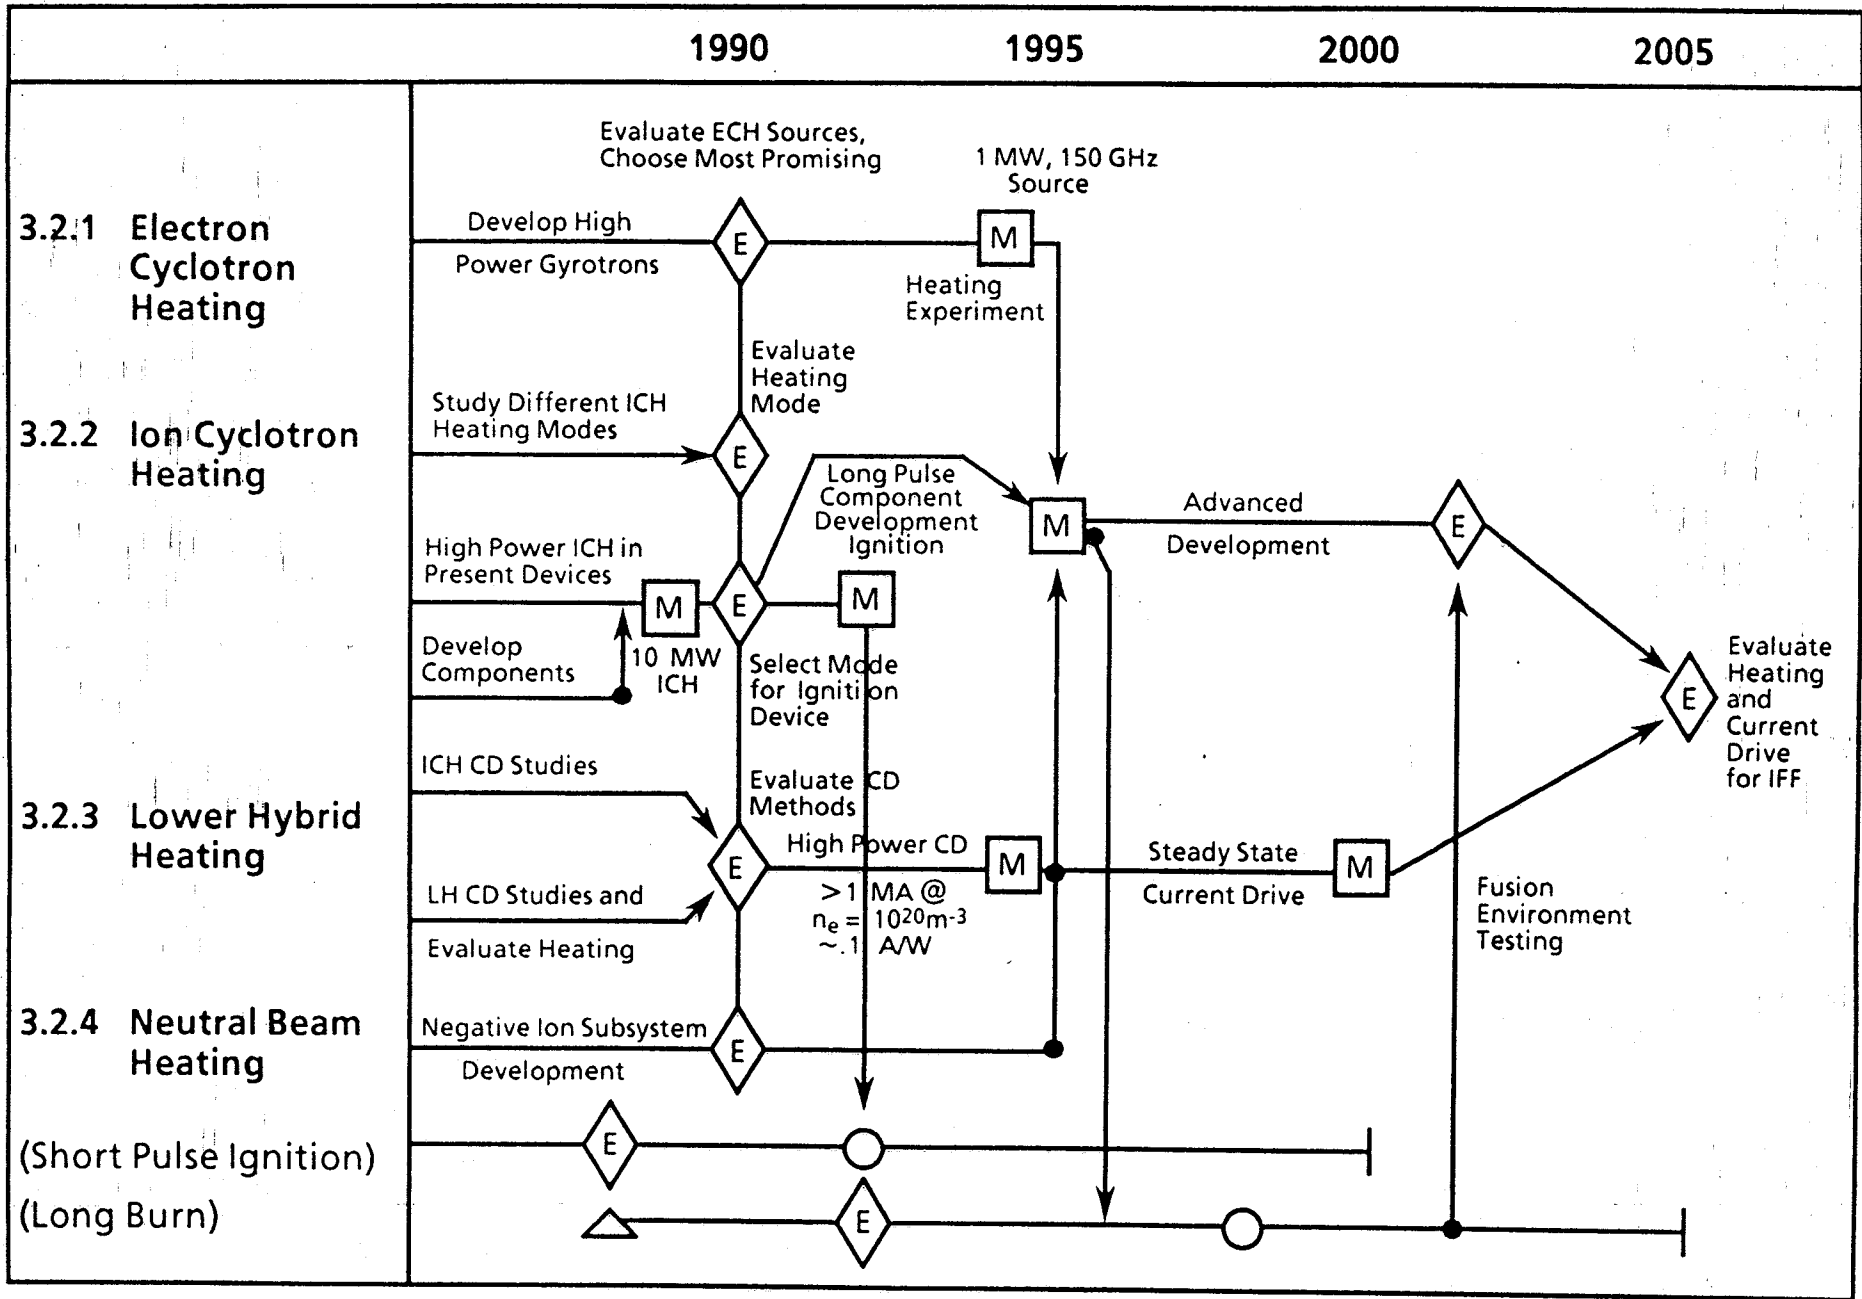 1990 1995 2000 2005
Evaluate ECH Sources,
Choose Most Promising
1 MW, 150 GHz
Source
3.2.1 Electron
Cyclotron
Heating
Develop High
Power Gyrotrons
E
M
Heating
Experiment
Evaluate
Heating
Mode
3.2.2 Ion Cyclotron
Heating
Study Different ICH
Heating Modes
E
Long Pulse
Component
Development
Ignition
M
Advanced
Development
E
High Power ICH in
Present Devices
M
E
M
Develop
Components
10 MW
ICH
Select Mode
for Ignition
Device
E
Evaluate
Heating
and
Current
Drive
for IFF
ICH CD Studies
Evaluate CD
Methods
3.2.3 Lower Hybrid
Heating
E
High Power CD
M
Steady State
Current Drive
M
>1 MA @
nₑ = 10²⁰m⁻³
~.1 A/W
LH CD Studies and
Evaluate Heating
Fusion
Environment
Testing
3.2.4 Neutral Beam
Heating
Negative Ion Subsystem
Development
E
(Short Pulse Ignition)
E
(Long Burn)
E